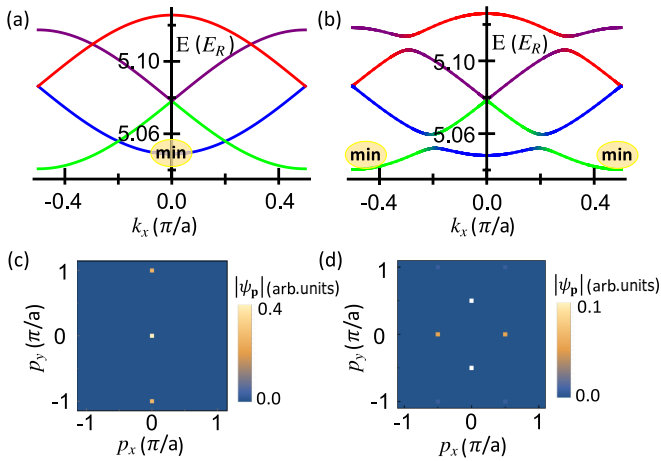 (a)
E (E_R)
5.10
5.06
min
-0.4
0.0
0.4
k_x (π/a)
(b)
E (E_R)
5.10
5.06
min
min
-0.4
0.0
0.4
k_x (π/a)
(c)
1
0
-1
p_y (π/a)
-1
0
1
p_x (π/a)
|ψ_p| (arb.units)
0.4
0.0
(d)
1
0
-1
p_y (π/a)
-1
0
1
p_x (π/a)
|ψ_p| (arb.units)
0.1
0.0